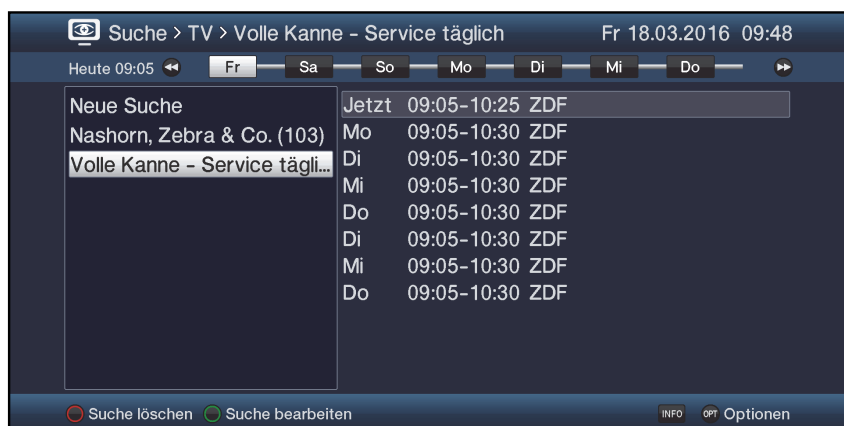 Suche > TV > Volle Kanne – Service täglich Fr 18.03.2016 09:48
Heute 09:05 Fr Sa So Mo Di Mi Do
Neue Suche
Nashorn, Zebra & Co. (103)
Volle Kanne – Service tägli...
Jetzt 09:05–10:25 ZDF
Mo 09:05–10:30 ZDF
Di 09:05–10:30 ZDF
Mi 09:05–10:30 ZDF
Do 09:05–10:30 ZDF
Di 09:05–10:30 ZDF
Mi 09:05–10:30 ZDF
Do 09:05–10:30 ZDF
Suche löschen Suche bearbeiten INFO OPT Optionen